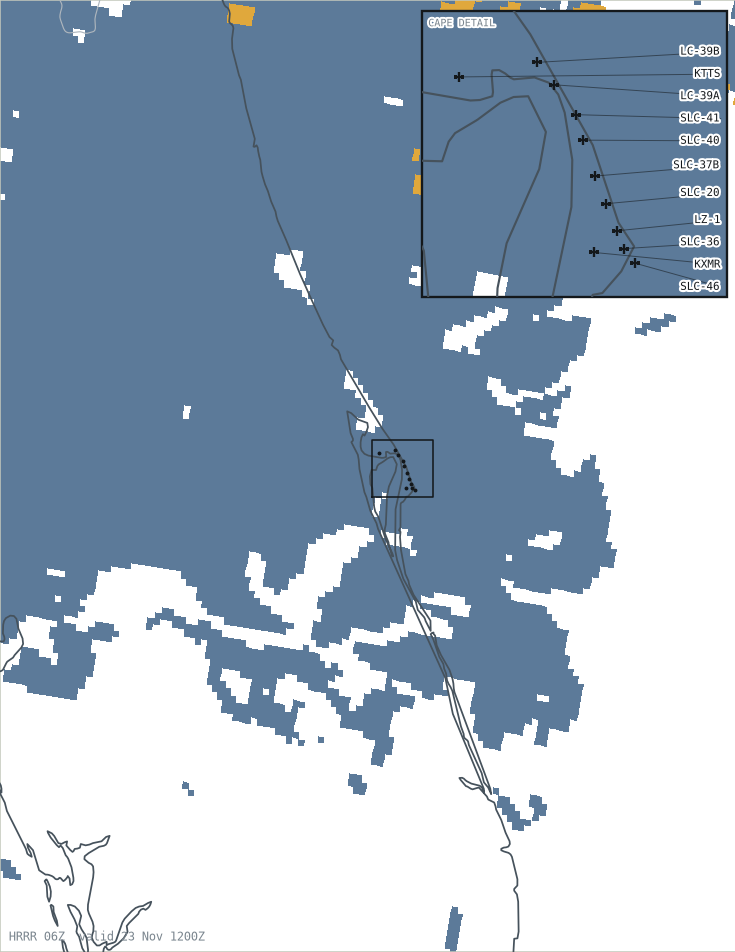 CAPE DETAIL
LC-39B
KTTS
LC-39A
SLC-41
SLC-40
SLC-37B
SLC-20
LZ-1
SLC-36
KXMR
SLC-46
HRRR 06Z valid 23 Nov 1200Z